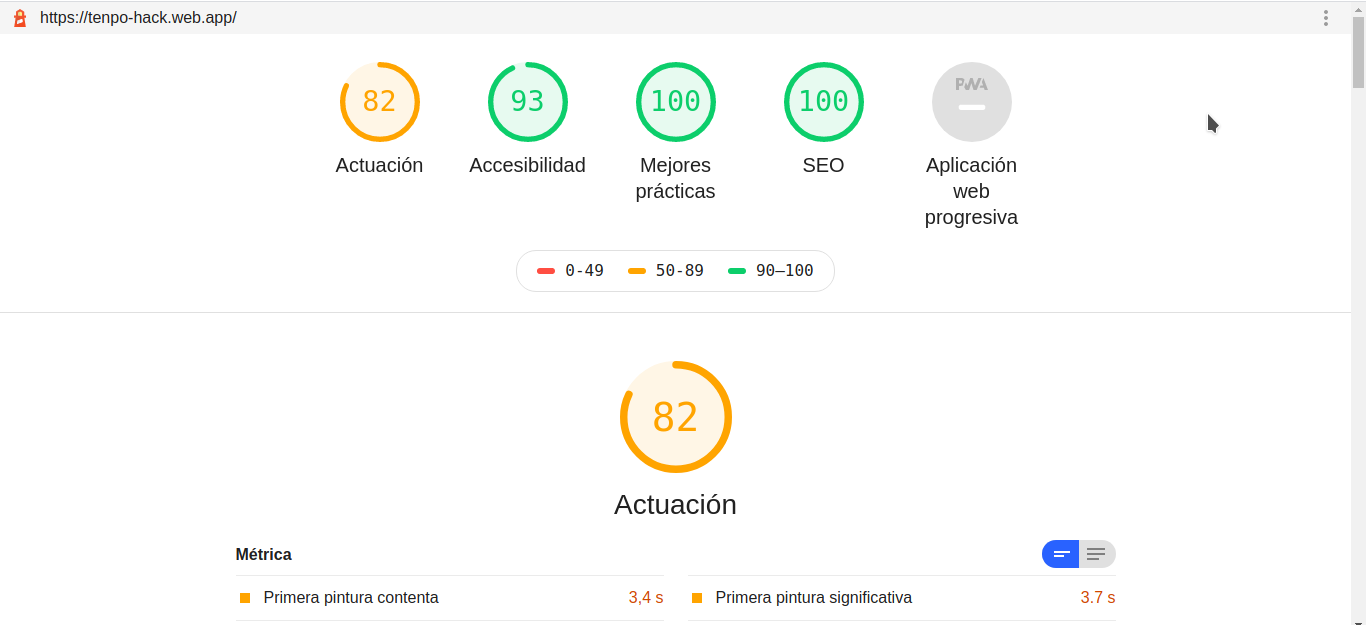 https://tenpo-hack.web.app/
82
93
100
100
PWA
Actuación
Accesibilidad
Mejores
prácticas
SEO
Aplicación
web
progresiva
0-49
50-89
90–100
82
Actuación
Métrica
Primera pintura contenta
3,4 s
Primera pintura significativa
3.7 s